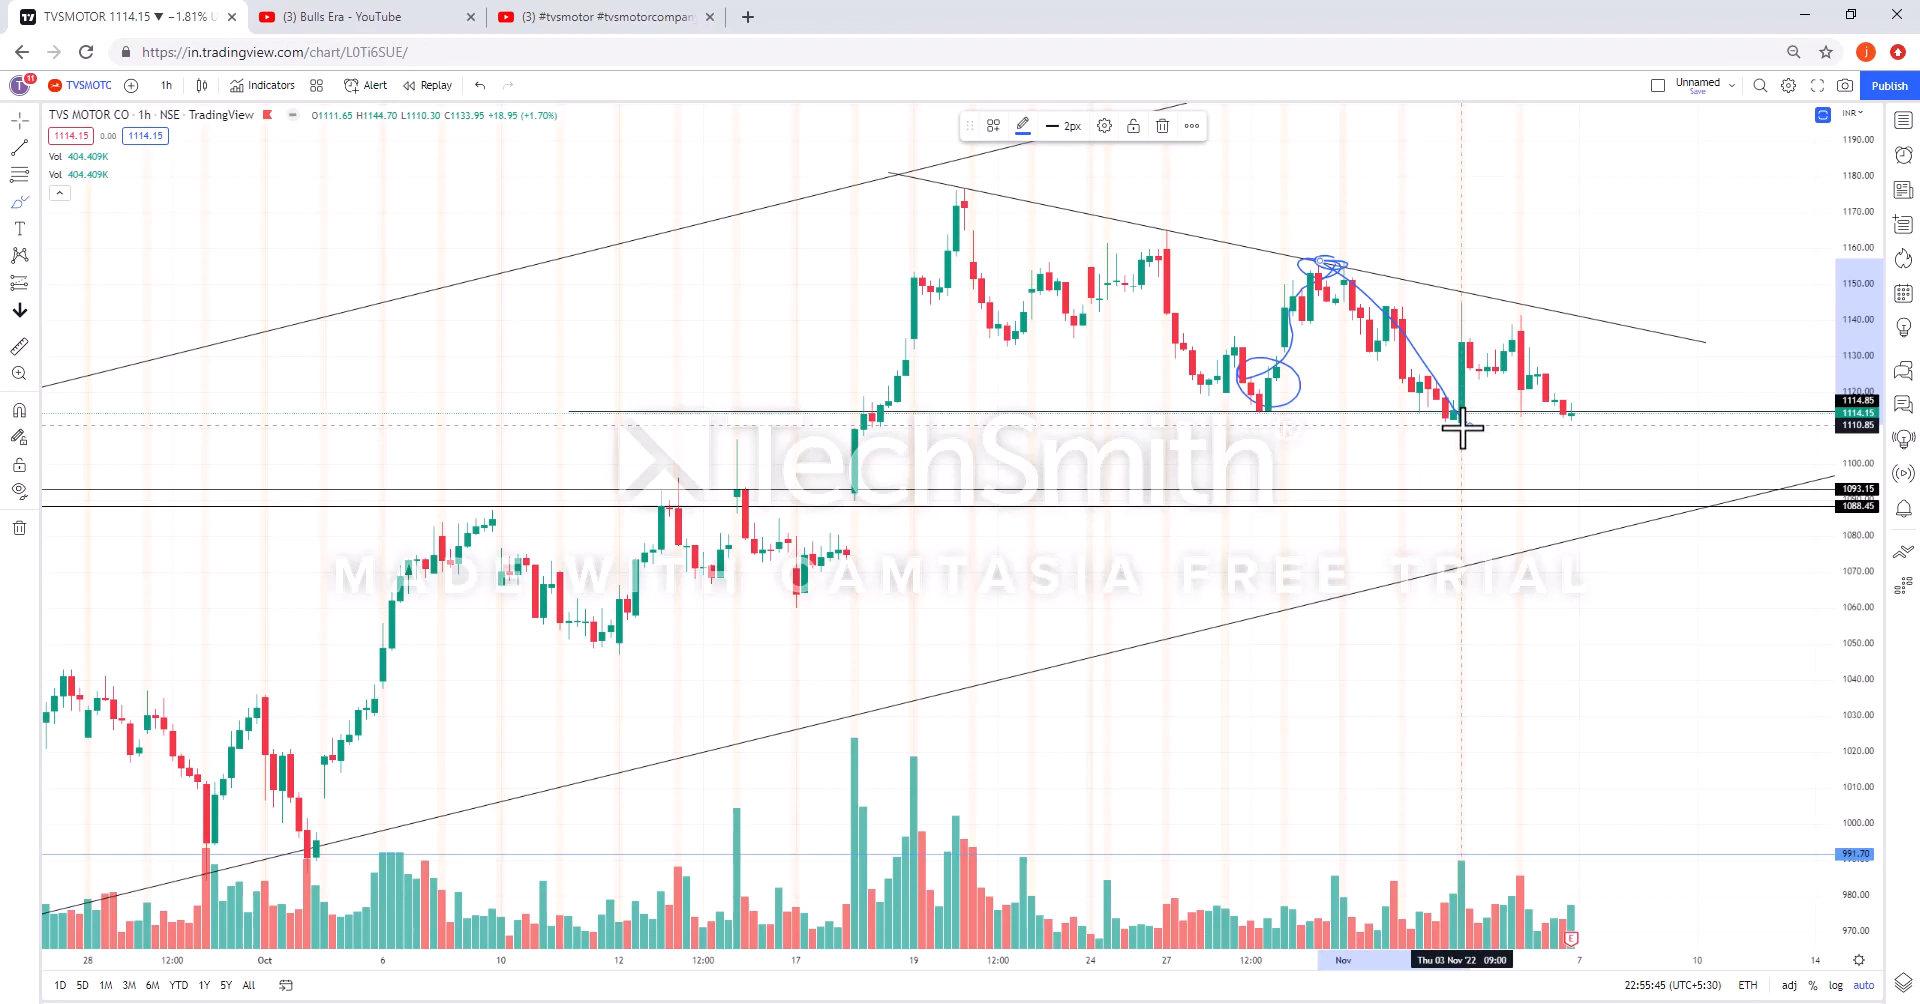 TVSMOTOR 1114.15 ▼ −1.81% U
(3) Bulls Era - YouTube
(3) #tvsmotor #tvsmotorcompan
https://in.tradingview.com/chart/L0Ti6SUE/
j
T
11
TVSMOTC
1h
Indicators
Alert
Replay
Unnamed
Save
Publish
TVS MOTOR CO · 1h · NSE · TradingView
O1111.65 H1144.70 L1110.30 C1133.95 +18.95 (+1.70%)
2px
INR
1114.15 0.00 1114.15
Vol 404.409K
Vol 404.409K
1190.00
1180.00
1170.00
1160.00
1150.00
1140.00
1130.00
1120.00
1114.85
1114.15
1110.85
1100.00
1093.15
1088.45
1080.00
1070.00
1060.00
1050.00
1040.00
1030.00
1020.00
1010.00
1000.00
991.70
980.00
970.00
TechSmith
MADE WITH CAMTASIA FREE TRIAL
E
28 12:00 Oct 6 10 12 12:00 17 19 12:00 24 27 12:00 Nov Thu 03 Nov '22 09:00 7 10 14
1D 5D 1M 3M 6M YTD 1Y 5Y All
22:55:45 (UTC+5:30) ETH adj % log auto